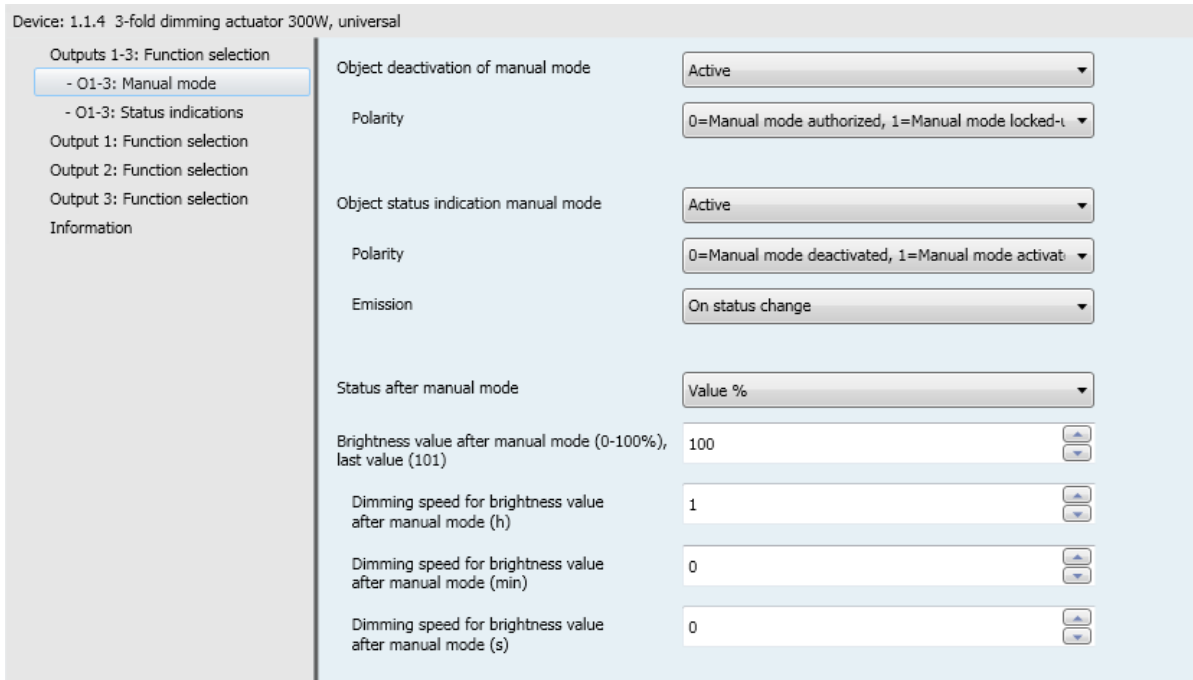 Device: 1.1.4 3-fold dimming actuator 300W, universal
Outputs 1-3: Function selection
- O1-3: Manual mode
- O1-3: Status indications
Output 1: Function selection
Output 2: Function selection
Output 3: Function selection
Information
Object deactivation of manual mode
Active
Polarity
0=Manual mode authorized, 1=Manual mode locked-
Object status indication manual mode
Active
Polarity
0=Manual mode deactivated, 1=Manual mode activat
Emission
On status change
Status after manual mode
Value %
Brightness value after manual mode (0-100%),
last value (101)
100
Dimming speed for brightness value
after manual mode (h)
1
Dimming speed for brightness value
after manual mode (min)
0
Dimming speed for brightness value
after manual mode (s)
0